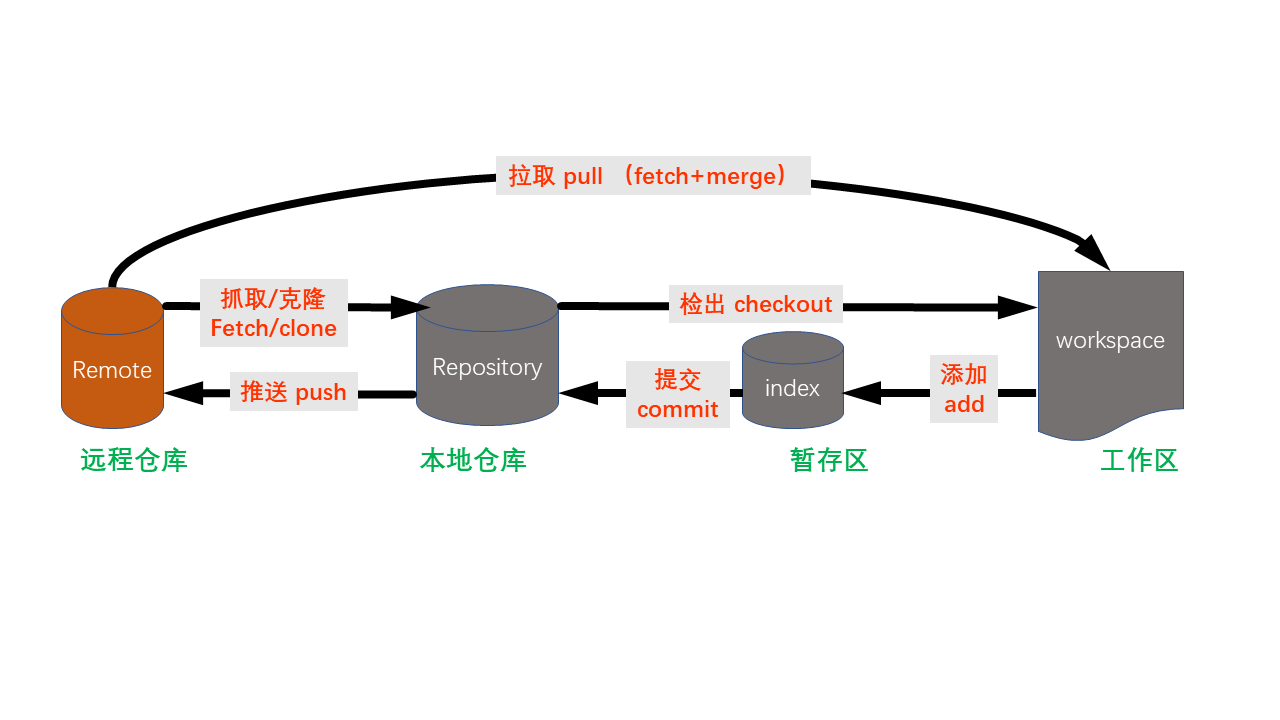 拉取 pull （fetch+merge）
抓取/克隆
Fetch/clone
检出 checkout
Remote
Repository
workspace
推送 push
提交
commit
index
添加
add
远程仓库
本地仓库
暂存区
工作区